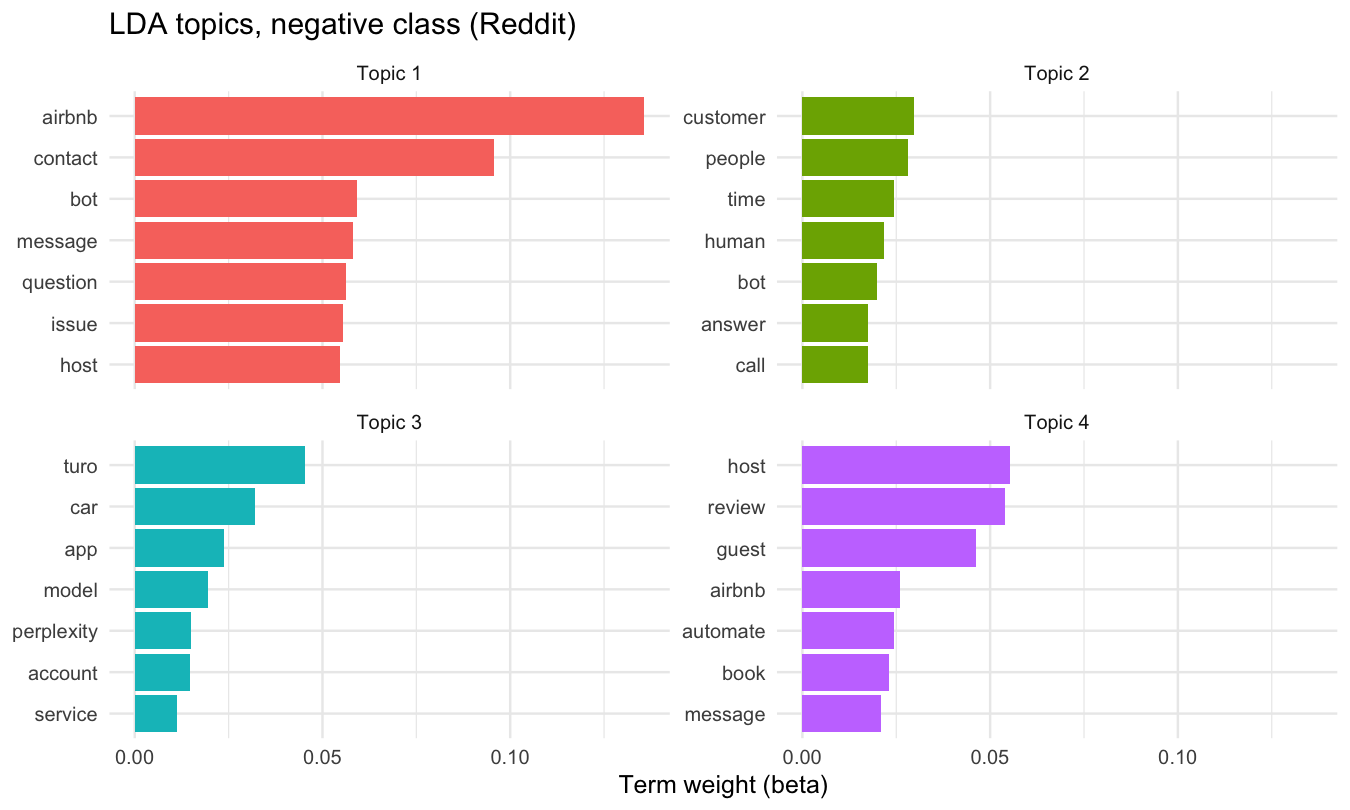 LDA topics, negative class (Reddit)
Topic 1
airbnb
contact
bot
message
question
issue
host
Topic 2
customer
people
time
human
bot
answer
call
Topic 3
turo
car
app
model
perplexity
account
service
0.00 0.05 0.10
Topic 4
host
review
guest
airbnb
automate
book
message
0.00 0.05 0.10
Term weight (beta)